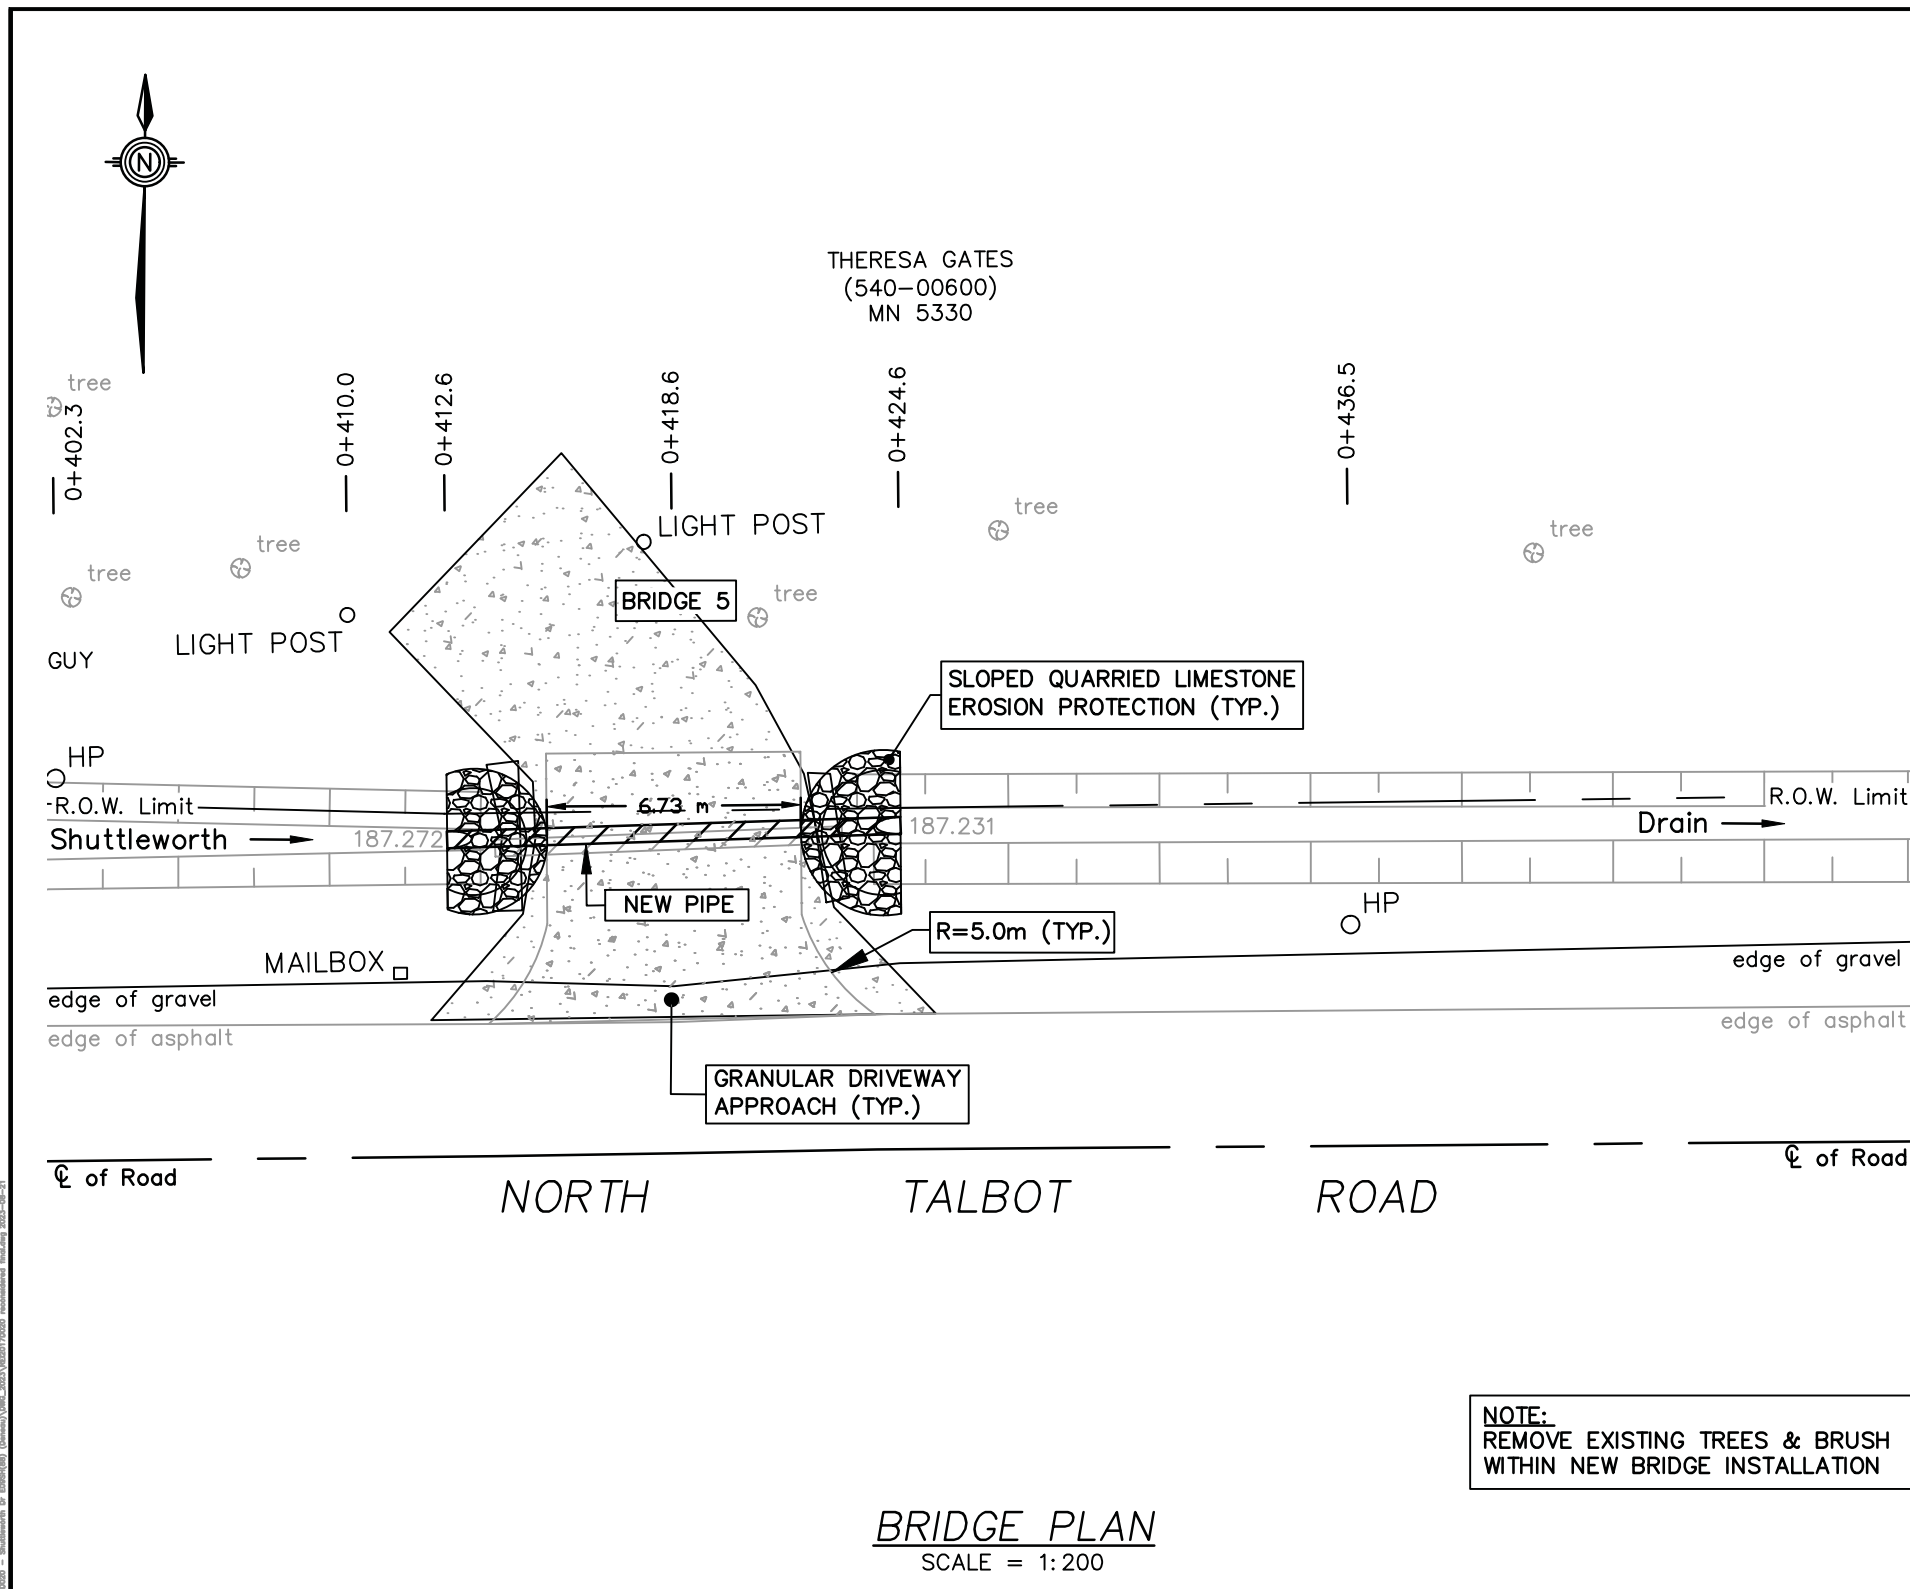 N
THERESA GATES
(540-00600)
MN 5330
tree
0+402.3
0+410.0
0+412.6
0+418.6
0+424.6
0+436.5
LIGHT POST
tree
tree
tree
tree
BRIDGE 5
tree
LIGHT POST
GUY
SLOPED QUARRIED LIMESTONE
EROSION PROTECTION (TYP.)
HP
R.O.W. Limit
6.73 m
R.O.W. Limit
Shuttleworth
187.272
187.231
Drain
NEW PIPE
HP
R=5.0m (TYP.)
MAILBOX
edge of gravel
edge of gravel
edge of asphalt
edge of asphalt
GRANULAR DRIVEWAY
APPROACH (TYP.)
℄ of Road
℄ of Road
NORTH TALBOT ROAD
NOTE:
REMOVE EXISTING TREES & BRUSH
WITHIN NEW BRIDGE INSTALLATION
BRIDGE PLAN
SCALE = 1:200